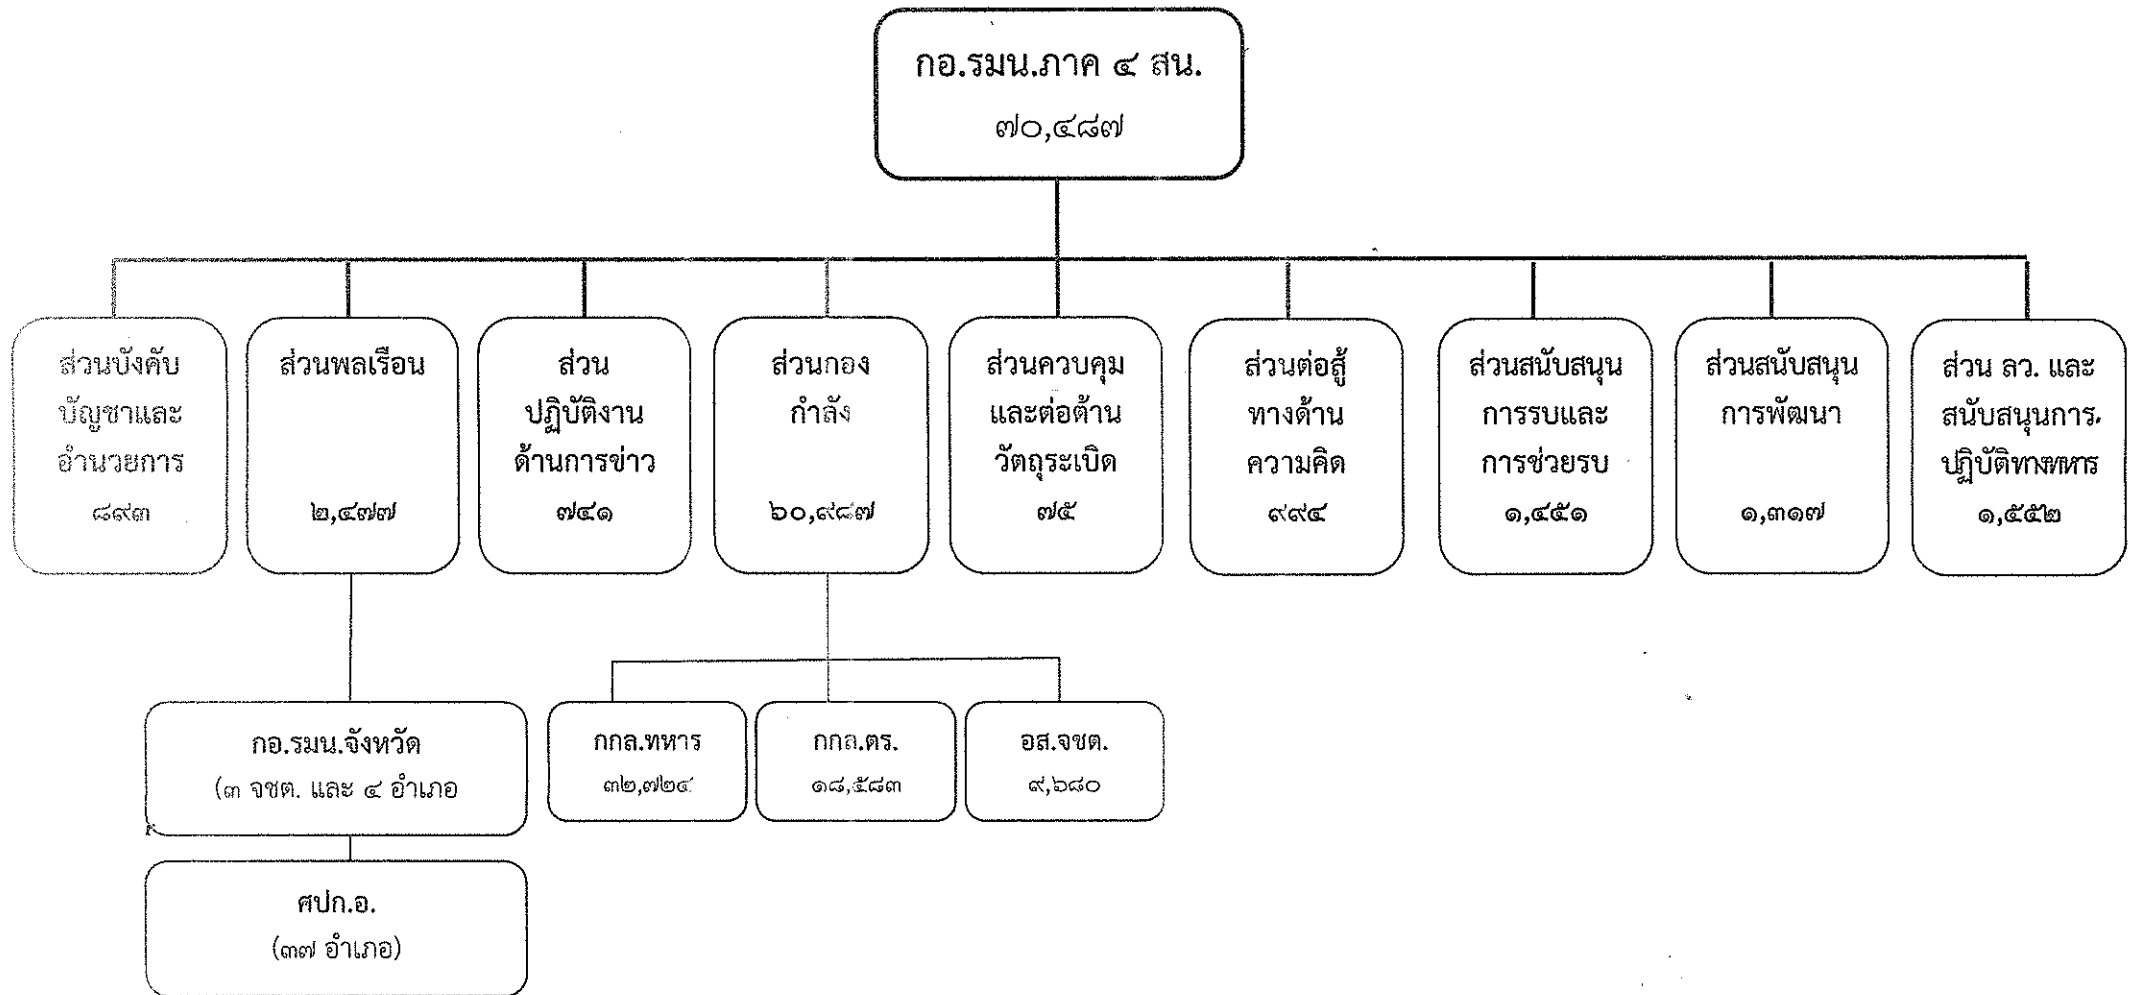 กอ.รมน.ภาค ๔ สน.
๗๐,๔๘๗
ส่วนบังคับ
บัญชาและ
อำนวยการ
๘๙๓
ส่วนพลเรือน
๒,๔๗๗
ส่วน
ปฏิบัติงาน
ด้านการข่าว
๗๔๑
ส่วนกอง
กำลัง
๖๐,๙๘๗
ส่วนควบคุม
และต่อต้าน
วัตถุระเบิด
๗๕
ส่วนต่อสู้
ทางด้าน
ความคิด
๙๙๔
ส่วนสนับสนุน
การรบและ
การช่วยรบ
๑,๔๕๑
ส่วนสนับสนุน
การพัฒนา
๑,๓๑๗
ส่วน ลว. และ
สนับสนุนการ
ปฏิบัติทางทหาร
๑,๕๕๒
กอ.รมน.จังหวัด
(๓ จชต. และ ๔ อำเภอ
กกล.ทหาร
๓๒,๗๒๔
กกล.ตร.
๑๘,๕๘๓
อส.จชต.
๙,๖๘๐
ศปก.อ.
(๓๗ อำเภอ)